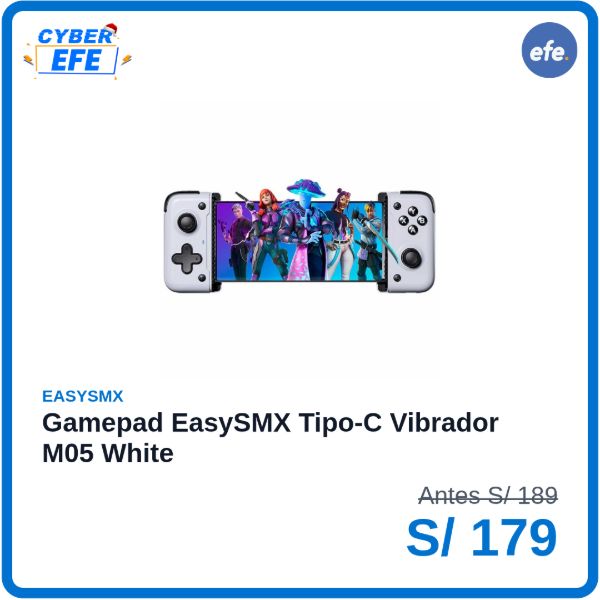 CYBER
EFE
efe.
EASYSMX
Gamepad EasySMX Tipo-C Vibrador
M05 White
Antes S/ 189
S/ 179